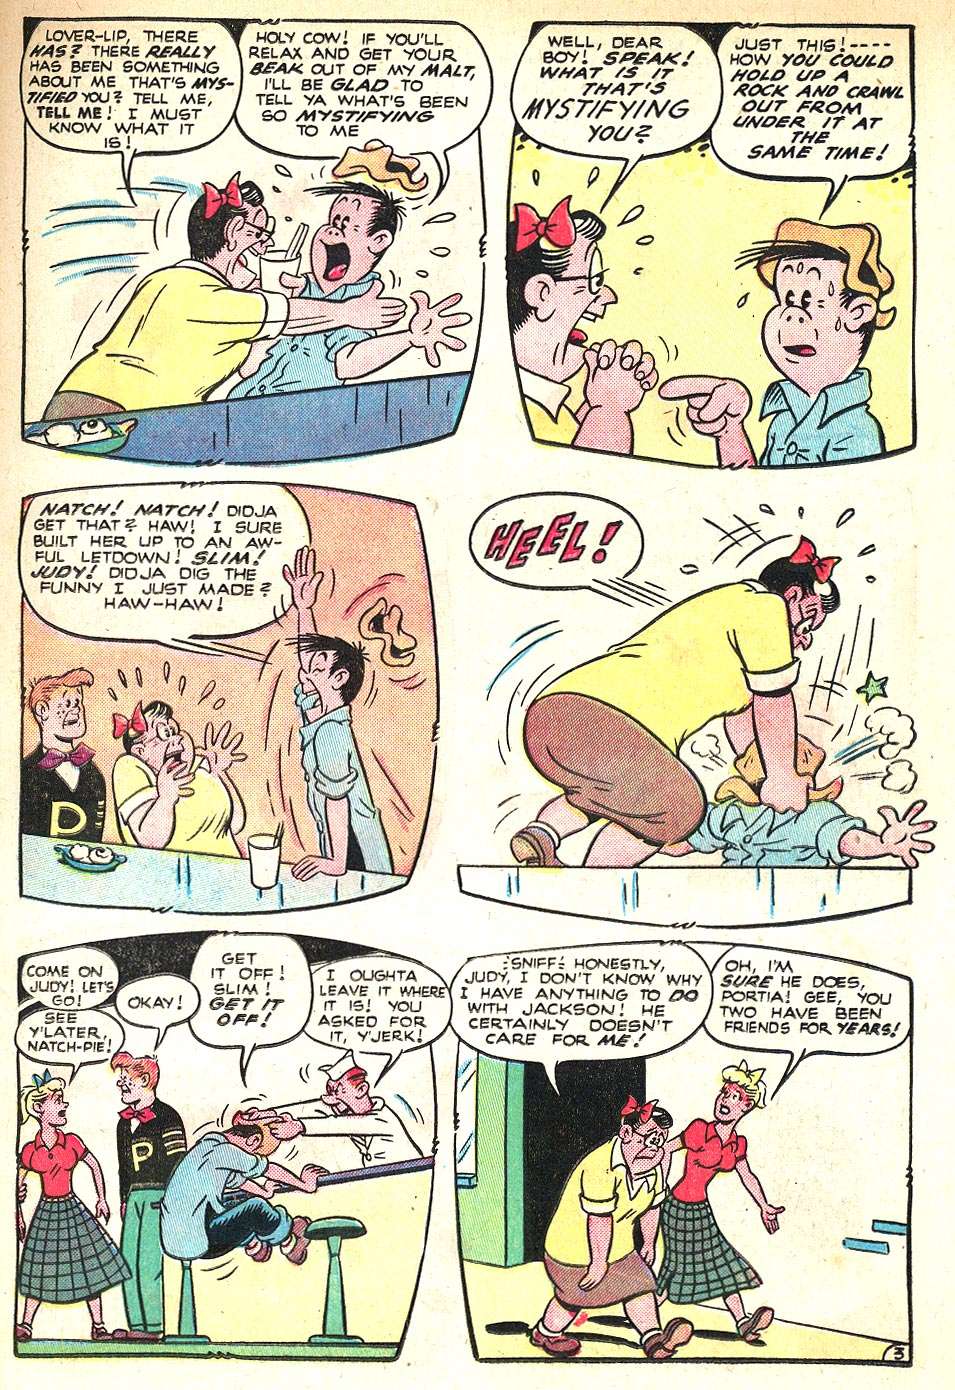 LOVER-LIP, THERE
HAS? THERE REALLY
HAS BEEN SOMETHING
ABOUT ME THAT'S MYS-
TIFIED YOU? TELL ME,
TELL ME! I MUST
KNOW WHAT IT
IS!
HOLY COW! IF YOU'LL
RELAX AND GET YOUR
BEAK OUT OF MY MALT,
I'LL BE GLAD TO
TELL YA WHAT'S BEEN
SO MYSTIFYING
TO ME
WELL, DEAR
BOY! SPEAK!
WHAT IS IT
THAT'S
MYSTIFYING
YOU?
JUST THIS!----
HOW YOU COULD
HOLD UP A
ROCK AND CRAWL
OUT FROM
UNDER IT AT
THE
SAME TIME!
NATCH! NATCH! DIDJA
GET THAT? HAW! I SURE
BUILT HER UP TO AN AW-
FUL LETDOWN! SLIM!
JUDY! DIDJA DIG THE
FUNNY I JUST MADE?
HAW-HAW!
P
HEEL!
COME ON
JUDY! LET'S
GO!
SEE
Y'LATER,
NATCH-PIE!
OKAY!
GET
IT OFF!
SLIM!
GET IT
OFF!
I OUGHTA
LEAVE IT WHERE
IT IS! YOU
ASKED FOR
IT, Y'JERK!
P
:SNIFF: HONESTLY,
JUDY, I DON'T KNOW WHY
I HAVE ANYTHING TO DO
WITH JACKSON! HE
CERTAINLY DOESN'T
CARE FOR ME!
OH, I'M
SURE HE DOES,
PORTIA! GEE, YOU
TWO HAVE BEEN
FRIENDS FOR YEARS!
3